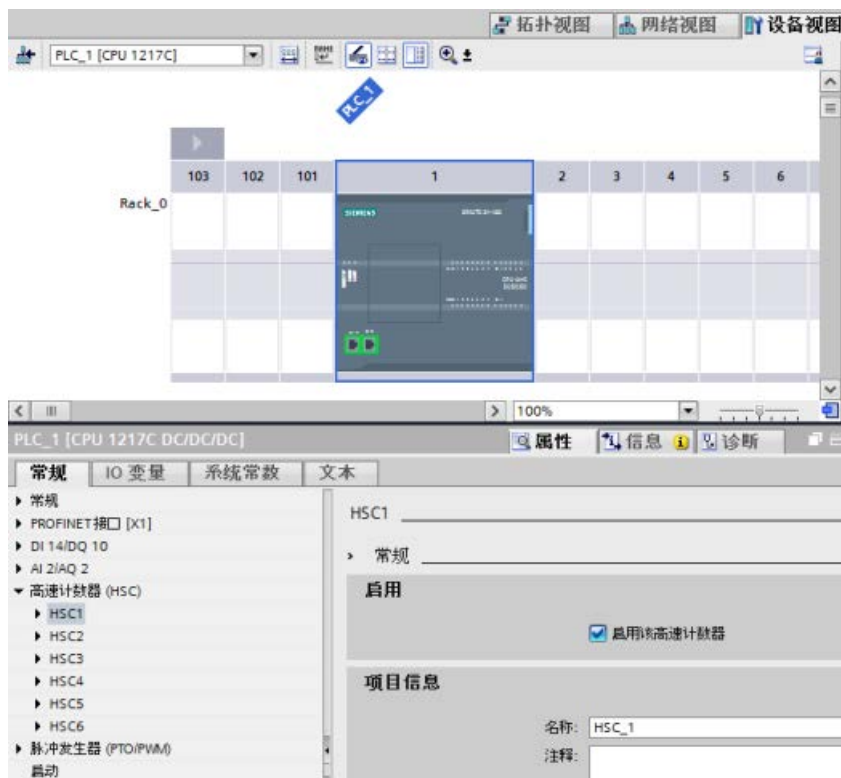 拓扑视图 网络视图 设备视图
PLC_1 [CPU 1217C]
PLC_1
103 102 101 1 2 3 4 5 6
Rack_0
SIEMENS
100%
PLC_1 [CPU 1217C DC/DC/DC]
属性 信息 诊断
常规 IO 变量 系统常数 文本
常规
PROFINET接口 [X1]
DI 14/DQ 10
AI 2/AQ 2
高速计数器 (HSC)
HSC1
HSC2
HSC3
HSC4
HSC5
HSC6
脉冲发生器 (PTO/PWM)
启动
HSC1
常规
启用
启用该高速计数器
项目信息
名称: HSC_1
注释: